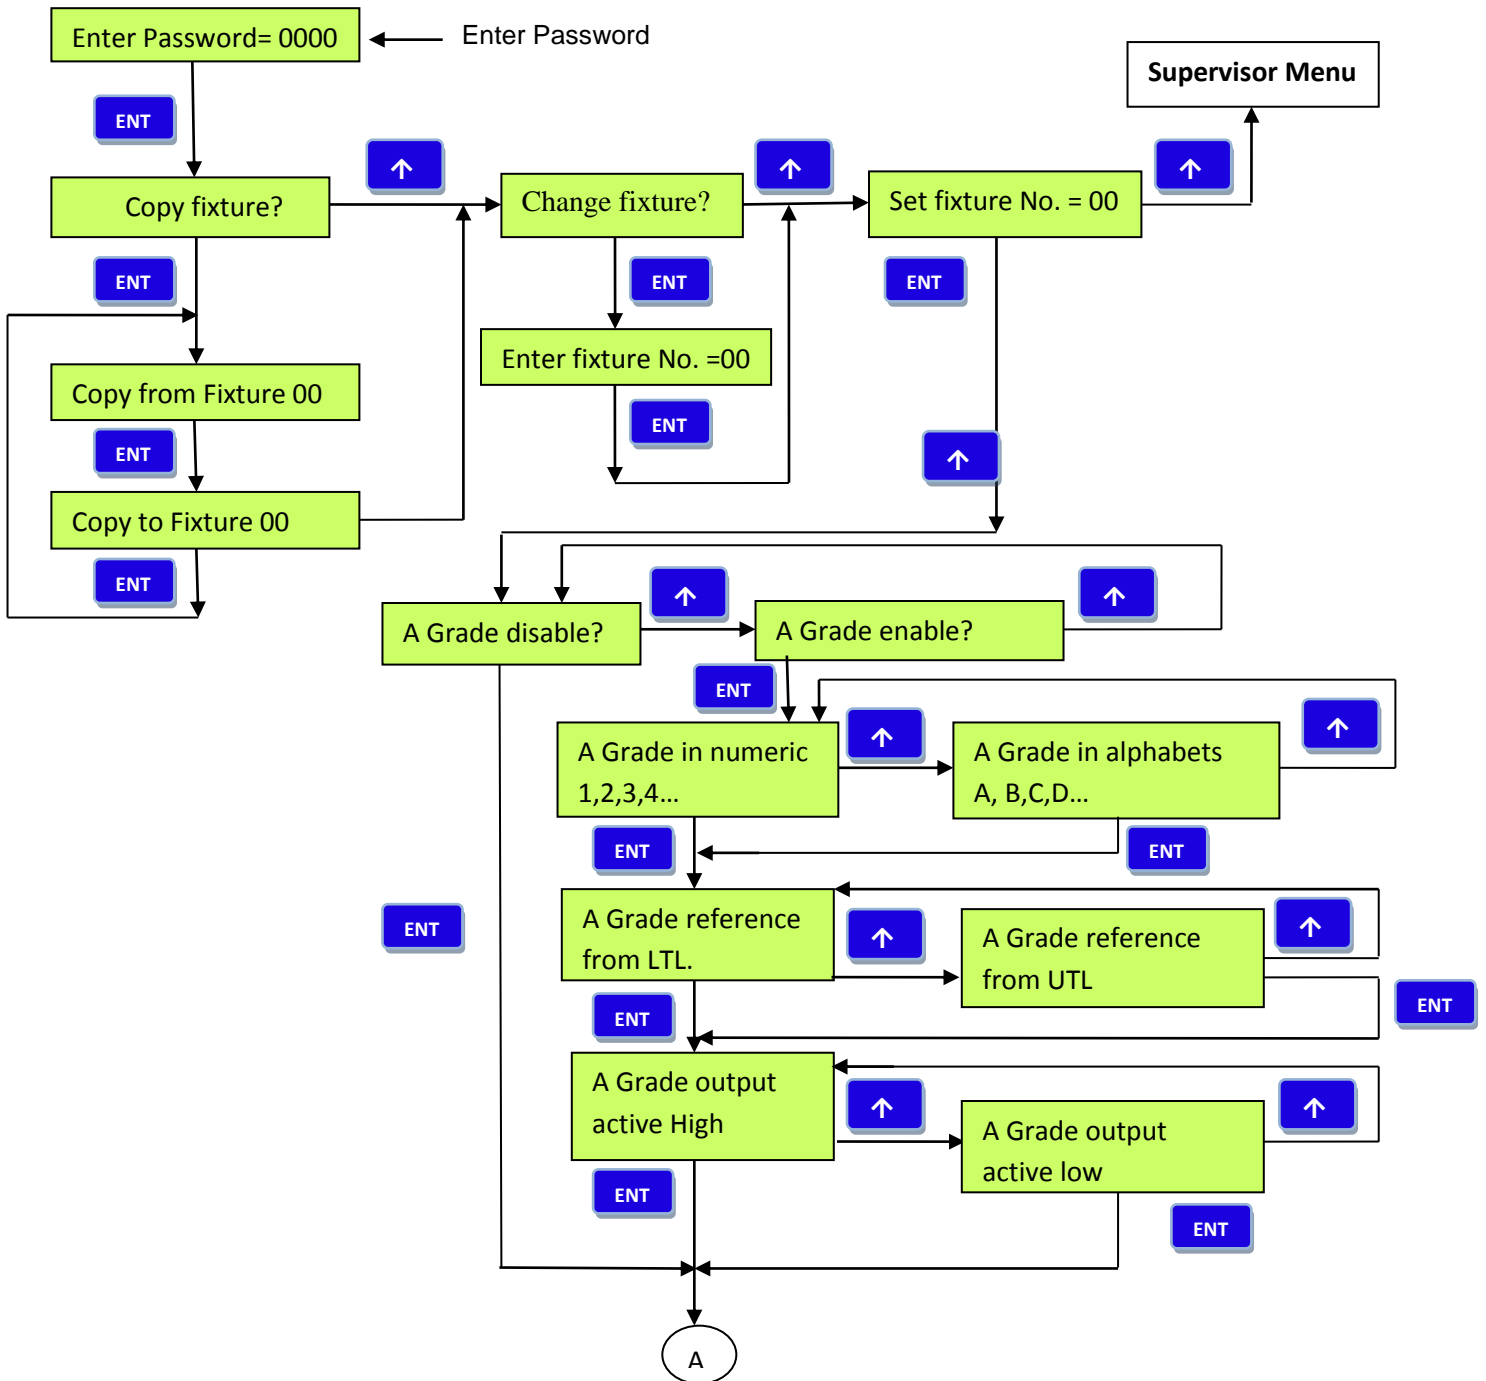 Enter Password= 0000
Enter Password
Supervisor Menu
ENT
↑
↑
↑
Copy fixture?
Change fixture?
Set fixture No. = 00
ENT
ENT
ENT
Enter fixture No. =00
Copy from Fixture 00
ENT
ENT
↑
Copy to Fixture 00
ENT
↑
↑
A Grade disable?
A Grade enable?
ENT
↑
↑
A Grade in numeric
1,2,3,4...
A Grade in alphabets
A, B,C,D...
ENT
ENT
A Grade reference
from LTL.
↑
↑
A Grade reference
from UTL
ENT
ENT
ENT
A Grade output
active High
↑
↑
A Grade output
active low
ENT
ENT
A